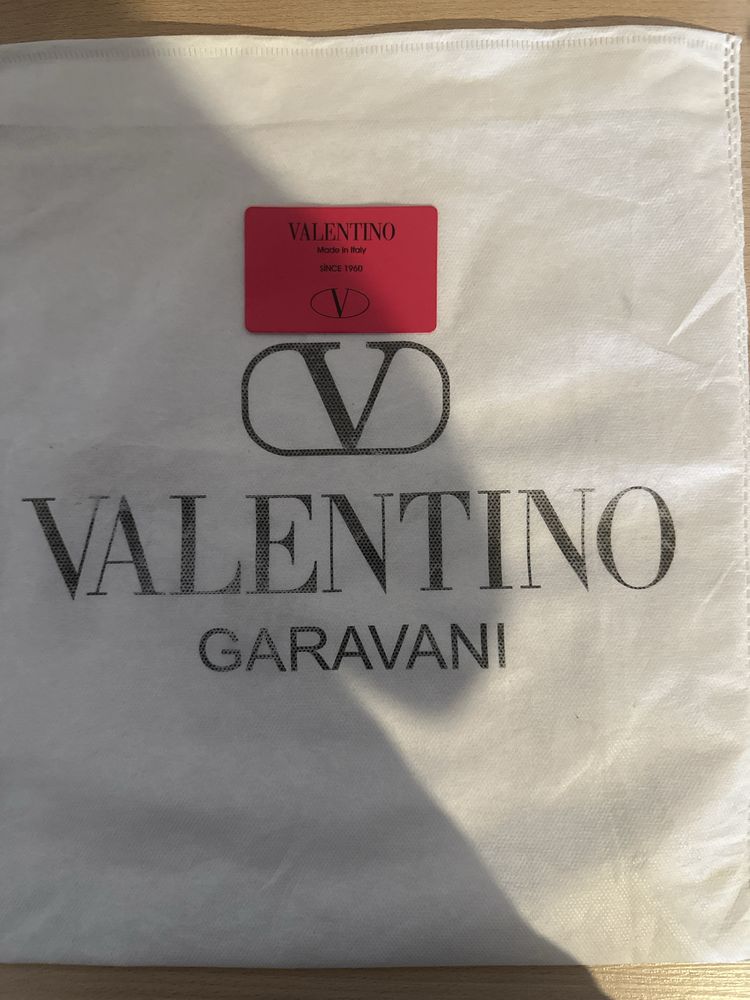 VALENTINO
Made in Italy
SINCE 1960
V
V
VALENTINO
GARAVANI